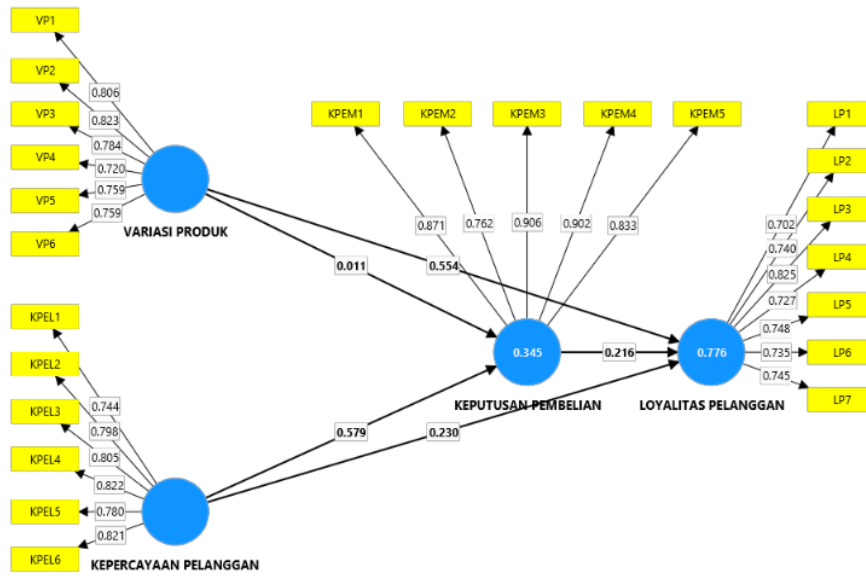 VP1
VP2
VP3
VP4
VP5
VP6
0.806
0.823
0.784
0.720
0.759
0.759
VARIASI PRODUK
KPEM1
KPEM2
KPEM3
KPEM4
KPEM5
0.871
0.762
0.906
0.902
0.833
LP1
LP2
LP3
LP4
LP5
LP6
LP7
0.702
0.740
0.825
0.727
0.748
0.735
0.745
0.011
0.554
0.345
0.216
0.776
KEPUTUSAN PEMBELIAN
LOYALITAS PELANGGAN
KPEL1
KPEL2
KPEL3
KPEL4
KPEL5
KPEL6
0.744
0.798
0.805
0.822
0.780
0.821
0.579
0.230
KEPERCAYAAN PELANGGAN